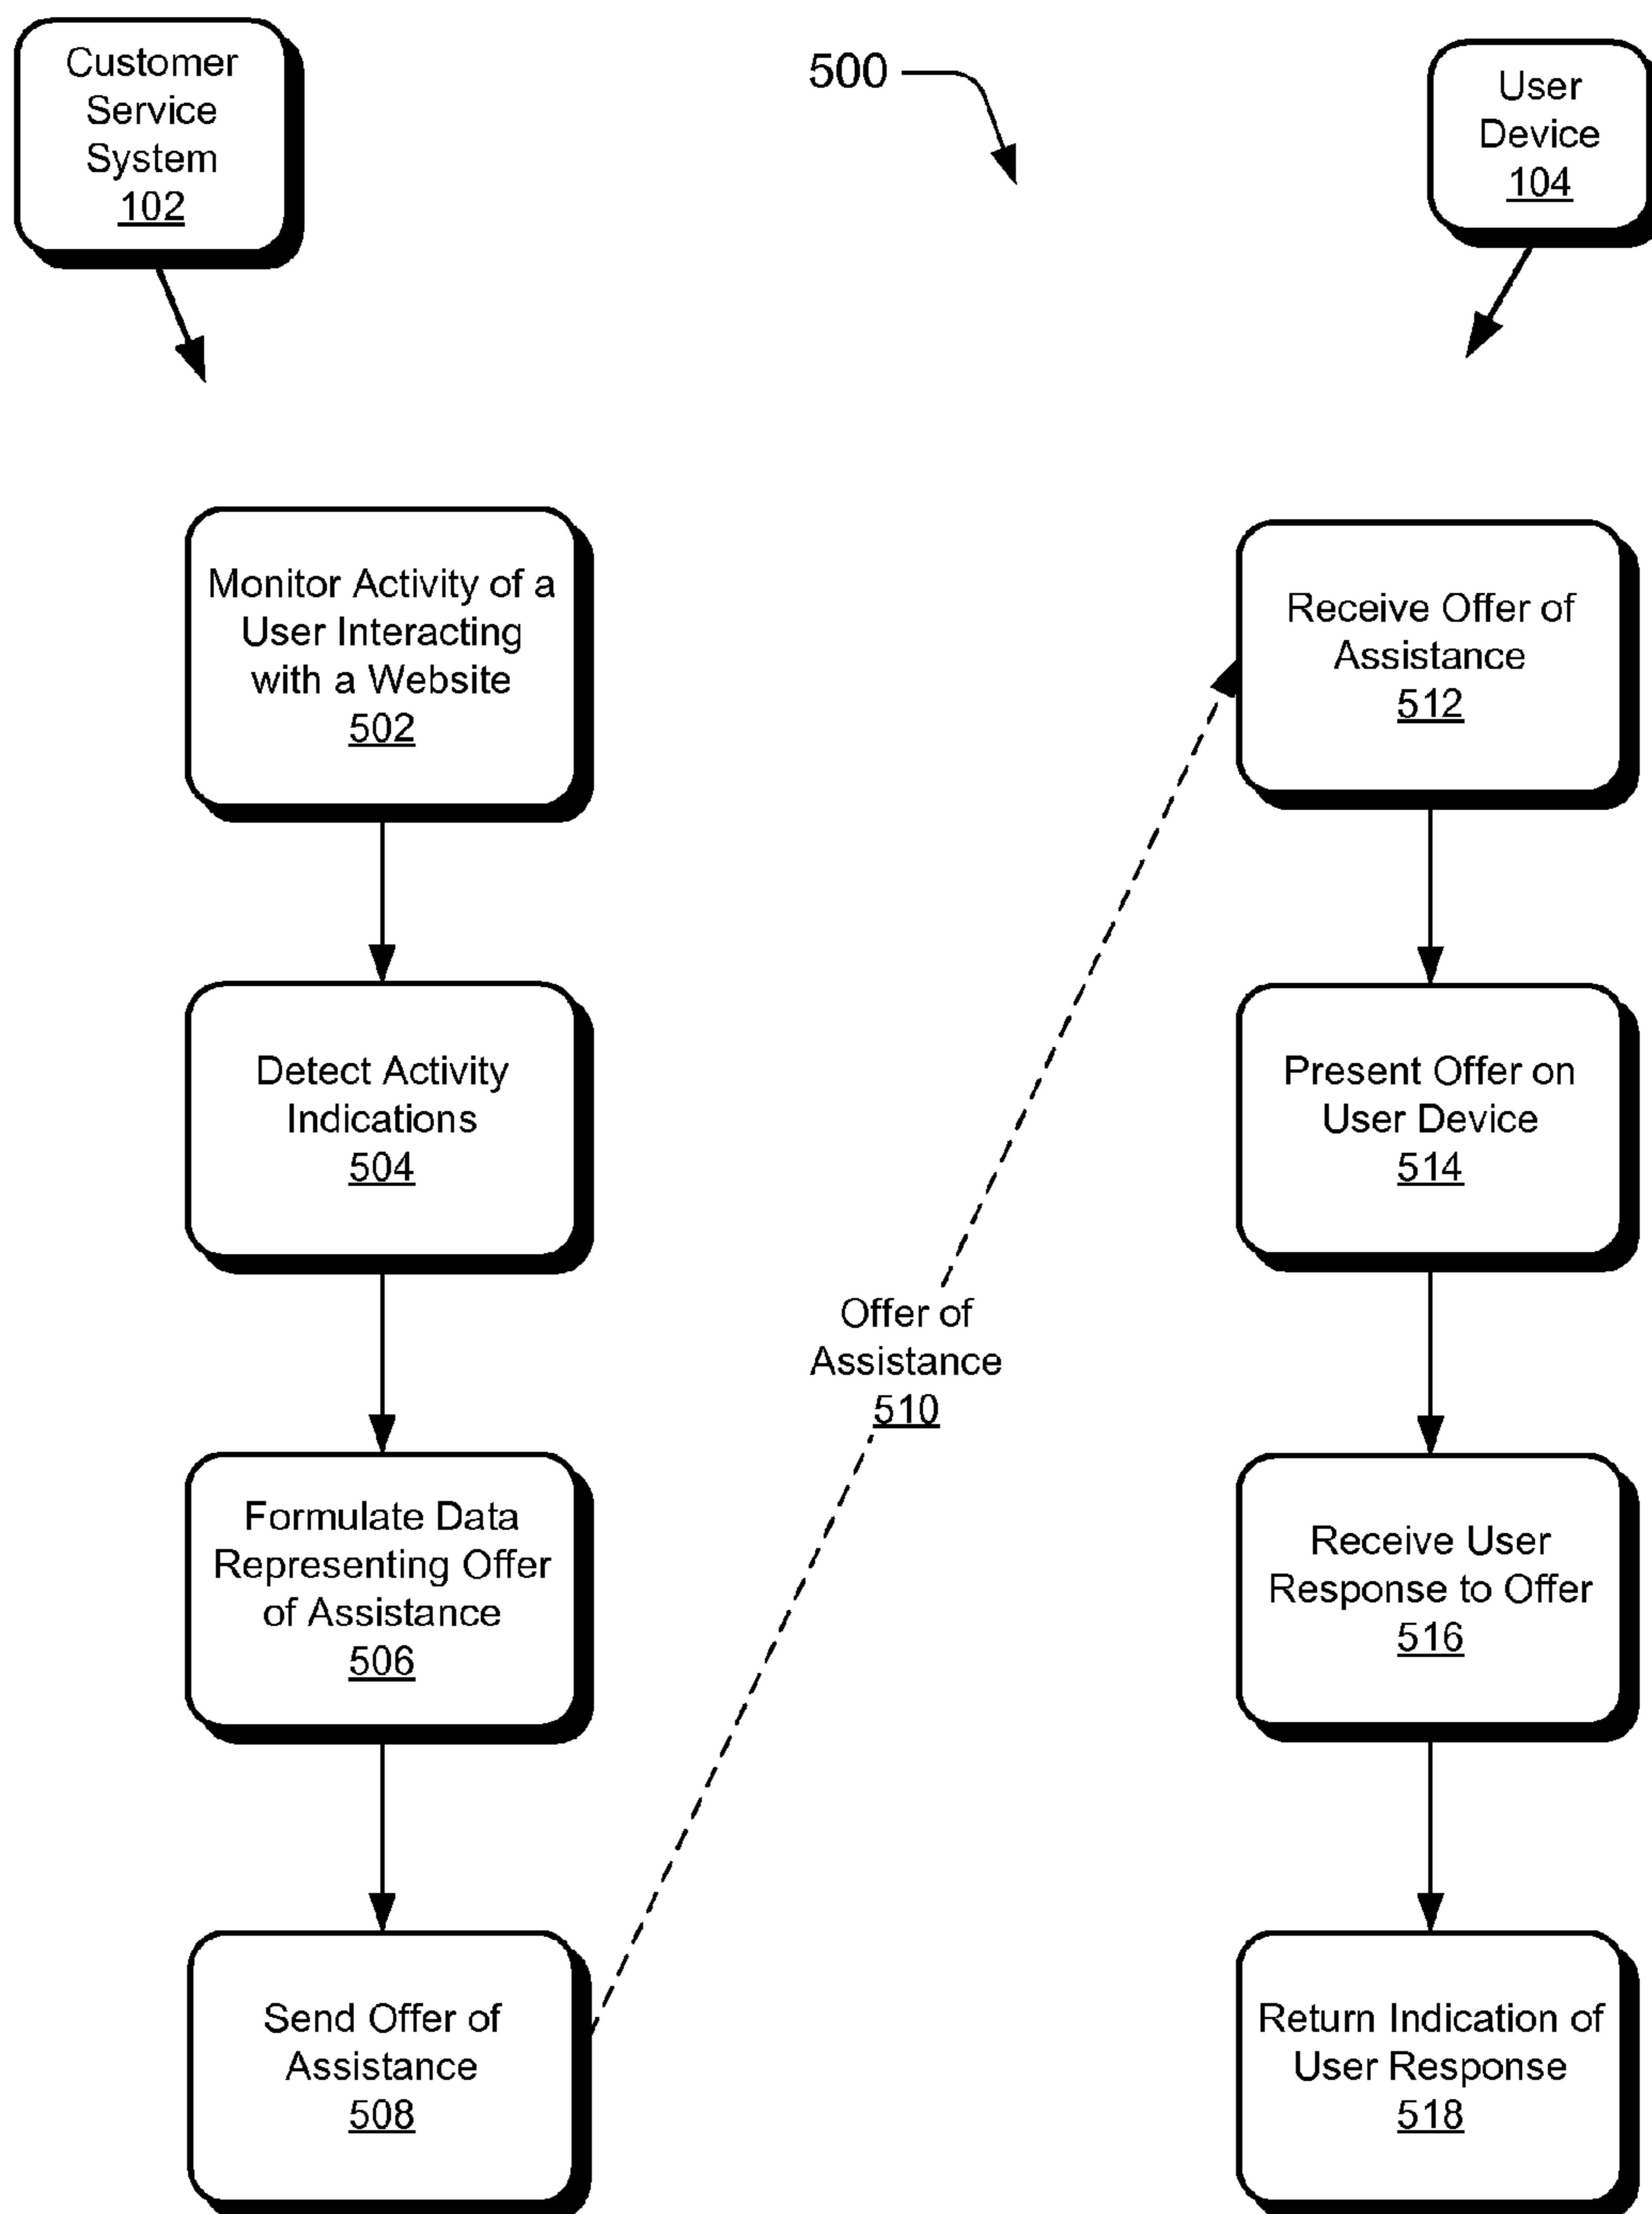 Customer
Service
System
102
500
User
Device
104
Monitor Activity of a
User Interacting
with a Website
502
Detect Activity
Indications
504
Formulate Data
Representing Offer
of Assistance
506
Send Offer of
Assistance
508
Offer of
Assistance
510
Receive Offer of
Assistance
512
Present Offer on
User Device
514
Receive User
Response to Offer
516
Return Indication of
User Response
518